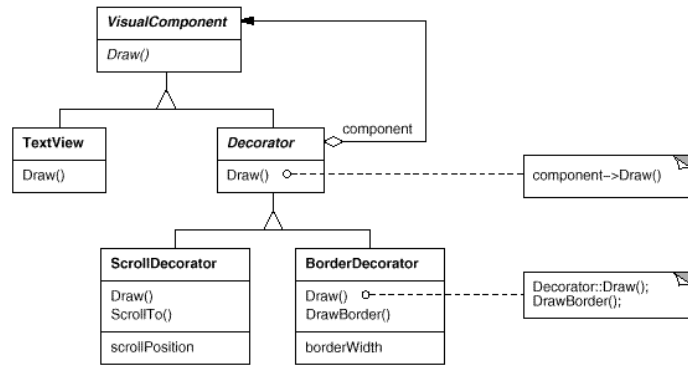 VisualComponent
Draw()
TextView
Draw()
Decorator
Draw()
component
component->Draw()
ScrollDecorator
Draw()
ScrollTo()
scrollPosition
BorderDecorator
Draw()
DrawBorder()
borderWidth
Decorator::Draw();
DrawBorder();